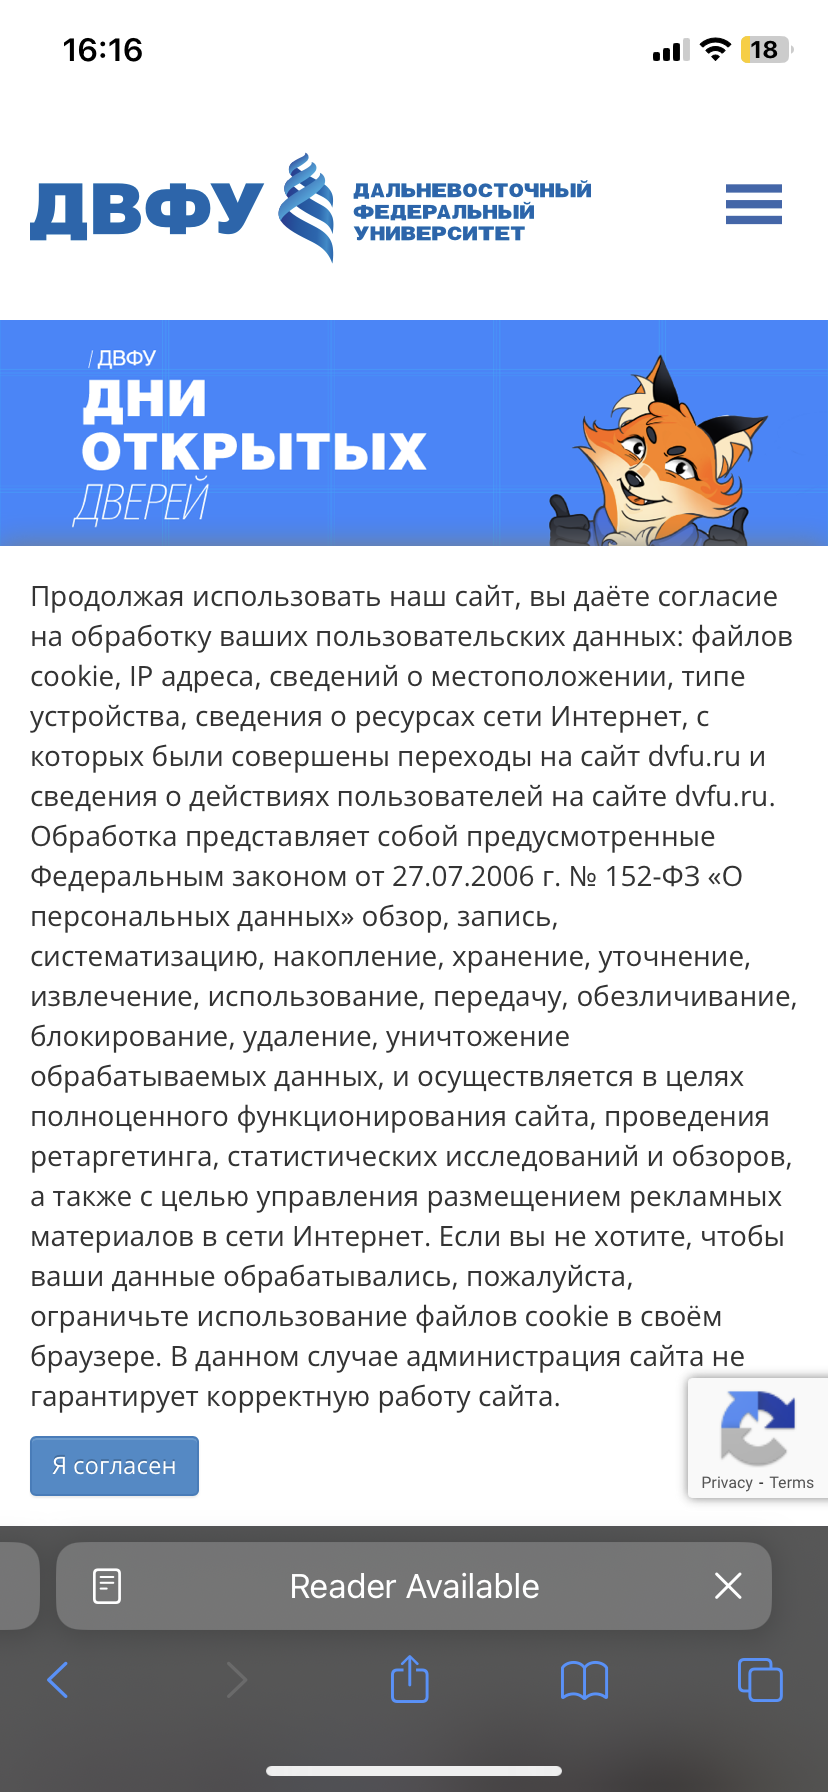 16:16
18
ДВФУ
ДАЛЬНЕВОСТОЧНЫЙ
ФЕДЕРАЛЬНЫЙ
УНИВЕРСИТЕТ
/ ДВФУ
ДНИ
ОТКРЫТЫХ
ДВЕРЕЙ
Продолжая использовать наш сайт, вы даёте согласие
на обработку ваших пользовательских данных: файлов
cookie, IP адреса, сведений о местоположении, типе
устройства, сведения о ресурсах сети Интернет, с
которых были совершены переходы на сайт dvfu.ru и
сведения о действиях пользователей на сайте dvfu.ru.
Обработка представляет собой предусмотренные
Федеральным законом от 27.07.2006 г. № 152-ФЗ «О
персональных данных» обзор, запись,
систематизацию, накопление, хранение, уточнение,
извлечение, использование, передачу, обезличивание,
блокирование, удаление, уничтожение
обрабатываемых данных, и осуществляется в целях
полноценного функционирования сайта, проведения
ретаргетинга, статистических исследований и обзоров,
а также с целью управления размещением рекламных
материалов в сети Интернет. Если вы не хотите, чтобы
ваши данные обрабатывались, пожалуйста,
ограничьте использование файлов cookie в своём
браузере. В данном случае администрация сайта не
гарантирует корректную работу сайта.
Я согласен
Privacy - Terms
Reader Available